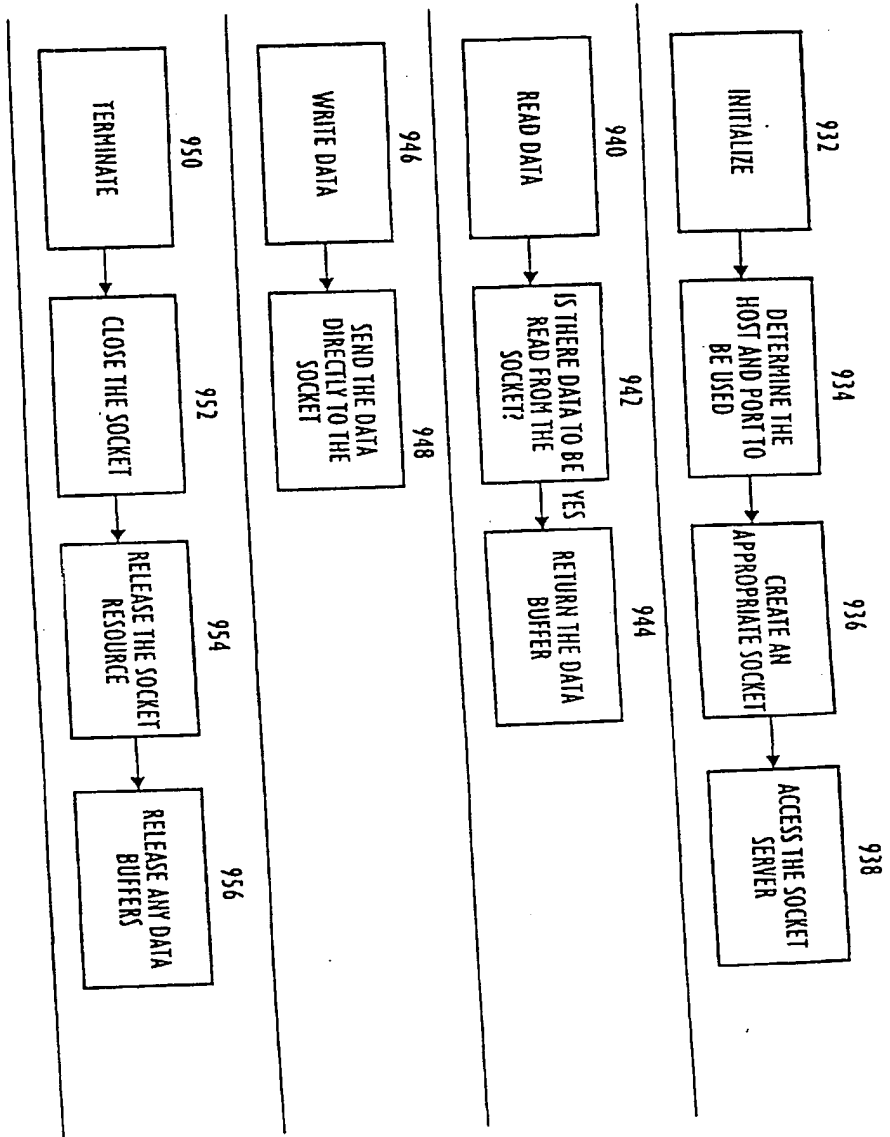 932
INITIALIZE
934
DETERMINE THE
HOST AND PORT TO
BE USED
936
CREATE AN
APPROPRIATE SOCKET
938
ACCESS THE SOCKET
SERVER
940
READ DATA
942
IS THERE DATA TO BE
READ FROM THE
SOCKET?
YES
944
RETURN THE DATA
BUFFER
946
WRITE DATA
948
SEND THE DATA
DIRECTLY TO THE
SOCKET
950
TERMINATE
952
CLOSE THE SOCKET
954
RELEASE THE SOCKET
RESOURCE
956
RELEASE ANY DATA
BUFFERS